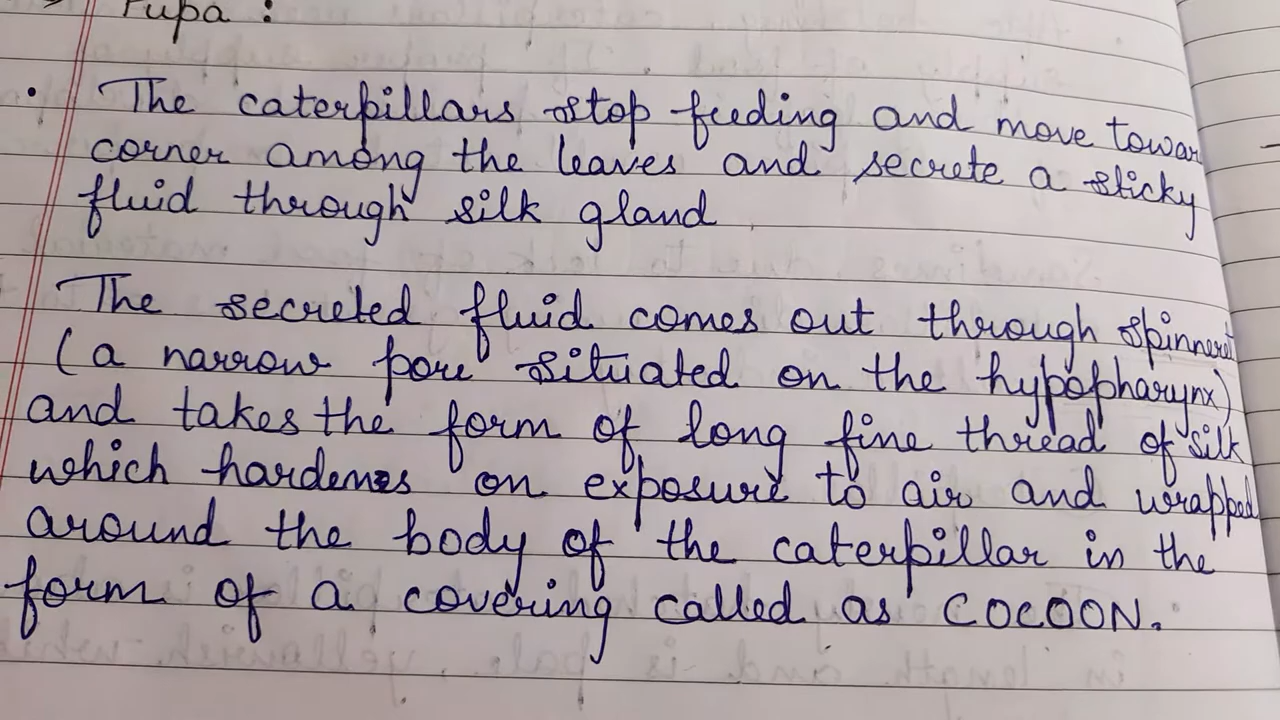 Pupa :
• The caterpillars stop feeding and move towar
corner among the leaves and secrete a sticky
fluid through silk gland
The secreted fluid comes out through spinneret
(a narrow pore situated on the hypopharynx)
and takes the form of long fine thread of silk
which hardenes on exposure to air and wrapped
around the body of the caterpillar in the
form of a covering called as COCOON.